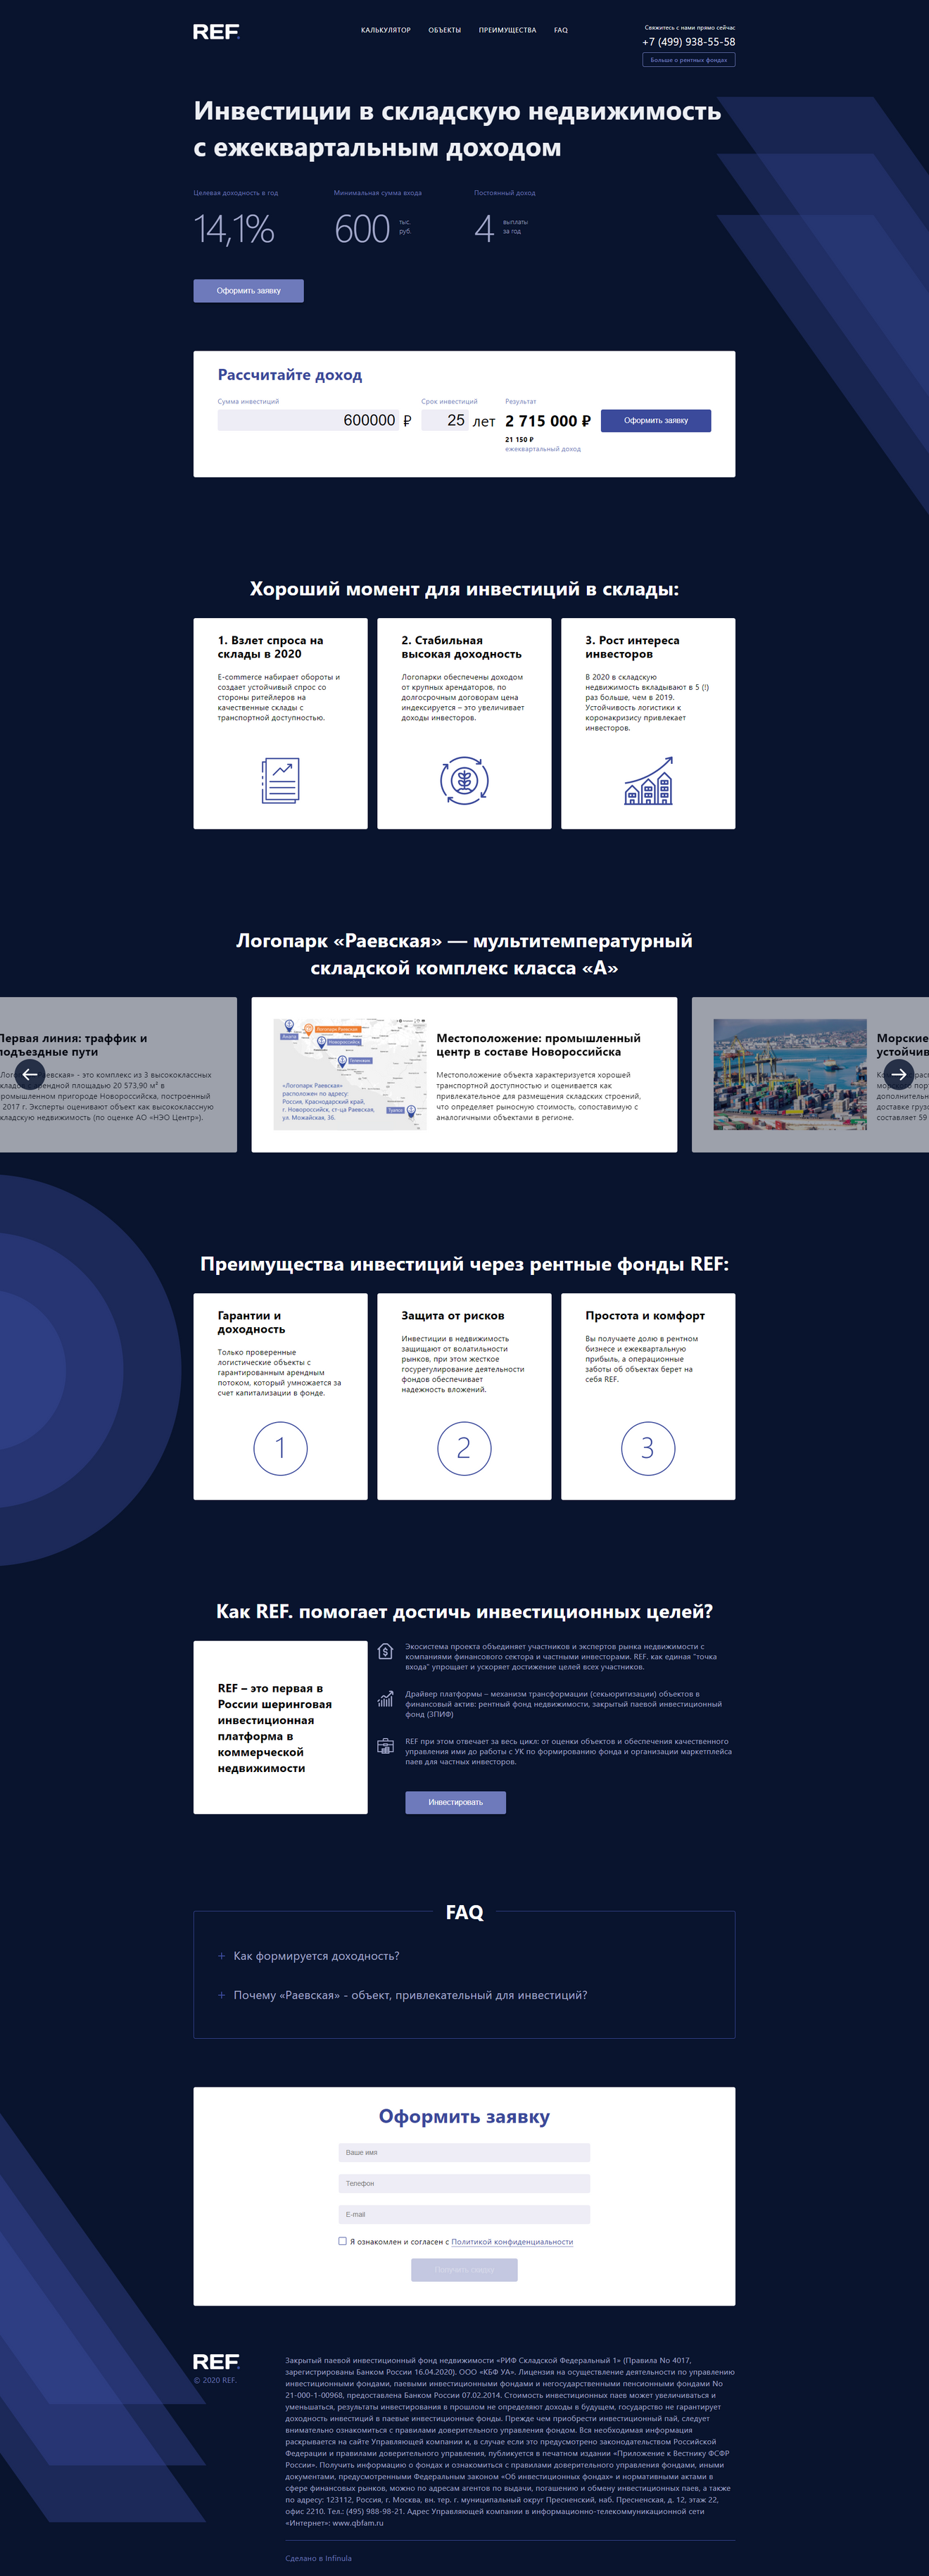 REF.
КАЛЬКУЛЯТОР
ОБЪЕКТЫ
ПРЕИМУЩЕСТВА
FAQ
Свяжитесь с нами прямо сейчас
+7 (499) 938-55-58
Больше о рентных фондах
Инвестиции в складскую недвижимость
с ежеквартальным доходом
Целевая доходность в год
14,1%
Минимальная сумма входа
600 тыс.
руб.
Постоянный доход
4 выплаты
за год
Оформить заявку
Рассчитайте доход
Сумма инвестиций
600000 ₽
Срок инвестиций
25 лет
Результат
2 715 000 ₽
21 150 ₽
ежеквартальный доход
Оформить заявку
Хороший момент для инвестиций в склады:
1. Взлет спроса на
склады в 2020
E-commerce набирает обороты и
создает устойчивый спрос со
стороны ритейлеров на
качественные склады с
транспортной доступностью.
2. Стабильная
высокая доходность
Логопарки обеспечены доходом
от крупных арендаторов, по
долгосрочным договорам цена
индексируется – это увеличивает
доходы инвесторов.
3. Рост интереса
инвесторов
В 2020 в складскую
недвижимость вкладывают в 5 (!)
раз больше, чем в 2019.
Устойчивость логистики к
коронакризису привлекает
инвесторов.
Логопарк «Раевская» — мультитемпературный
складской комплекс класса «А»
Первая линия: траффик и
подъездные пути
«Раевская» - это комплекс из 3 высококлассных
арендной площадью 20 573,90 м² в
промышленном пригороде Новороссийска, построенный
2017 г. Эксперты оценивают объект как высоклассную
складскую недвижимость (по оценке АО «НЭО Центр»).
Логопарк Раевская
Анапа
Новороссийск
Геленджик
Туапсе
«Логопарк Раевская»
расположен по адресу:
Россия, Краснодарский край,
г. Новороссийск, ст-ца Раевская,
ул. Можайская, 36.
Местоположение: промышленный
центр в составе Новороссийска
Местоположение объекта характеризуется хорошей
транспортной доступностью и оценивается как
привлекательное для размещения складских строений,
что определяет рыносную стоимость, сопоставимую с
аналогичными объектами в регионе.
Морские
доставке
составляет 59
Преимущества инвестиций через рентные фонды REF:
Гарантии и
доходность
Только проверенные
логистические объекты с
гарантированным арендным
потоком, который умножается за
счет капитализации в фонде.
1
Защита от рисков
Инвестиции в недвижимость
защищают от волатильности
рынков, при этом жесткое
госурегулирование деятельности
фондов обеспечивает
надежность вложений.
2
Простота и комфорт
Вы получаете долю в рентном
бизнесе и ежеквартальную
прибыль, а операционные
заботы об объектах берет на
себя REF.
3
Как REF. помогает достичь инвестиционных целей?
REF – это первая в
России шеринговая
инвестиционная
платформа в
коммерческой
недвижимости
Экосистема проекта объединяет участников и экспертов рынка недвижимости с
компаниями финансового сектора и частными инвесторами. REF, как единая "точка
входа" упрощает и ускоряет достижение целей всех участников.
Драйвер платформы – механизм трансформации (секьюритизации) объектов в
финансовый актив: рентный фонд недвижимости, закрытый паевой инвестиционный
фонд (ЗПИФ)
REF при этом отвечает за весь цикл: от оценки объектов и обеспечения качественного
управления ими до работы с УК по формированию фонда и организации маркетплейса
паев для частных инвесторов.
Инвестировать
FAQ
+ Как формируется доходность?
+ Почему «Раевская» - объект, привлекательный для инвестиций?
Оформить заявку
Ваше имя
Телефон
E-mail
Я ознакомлен и согласен с Политикой конфиденциальности
REF.
© 2020 REF.
Закрытый паевой инвестиционный фонд недвижимости «РИФ Складской Федеральный 1» (Правила No 4017,
зарегистрированы Банком России 16.04.2020). ООО «КБФ УА». Лицензия на осуществление деятельности по управлению
инвестиционными фондами, паевыми инвестиционными фондами и негосударственными пенсионными фондами No
21-000-1-00968, предоставлена Банком России 07.02.2014. Стоимость инвестиционных паев может увеличиваться и
уменьшаться, результаты инвестирования в прошлом не определяют доходы в будущем, государство не гарантирует
доходность инвестиций в паевые инвестиционные фонды. Прежде чем приобрести инвестиционный пай, следует
внимательно ознакомиться с правилами доверительного управления фондом. Вся необходимая информация
раскрывается на сайте Управляющей компании и, в случае если это предусмотрено законодательством Российской
Федерации и правилами доверительного управления, публикуется в печатном издании «Приложение к Вестнику ФСФР
России». Получить информацию о фондах и ознакомиться с правилами доверительного управления фондами, иными
документами, предусмотренными Федеральным законом «Об инвестиционных фондах» и нормативными актами в
сфере финансовых рынков, можно по адресам агентов по выдачи, погашению и обмену инвестиционных паев, а также
по адресу: 123112, Россия, г. Москва, вн. тер. г. муниципальный округ Пресненский, наб. Пресненская, д. 12, этаж 22,
офис 2210. Тел.: (495) 988-98-21. Адрес Управляющей компании в информационно-телекоммуникационной сети
«Интернет»: www.qbfam.ru
Сделано в Infinula